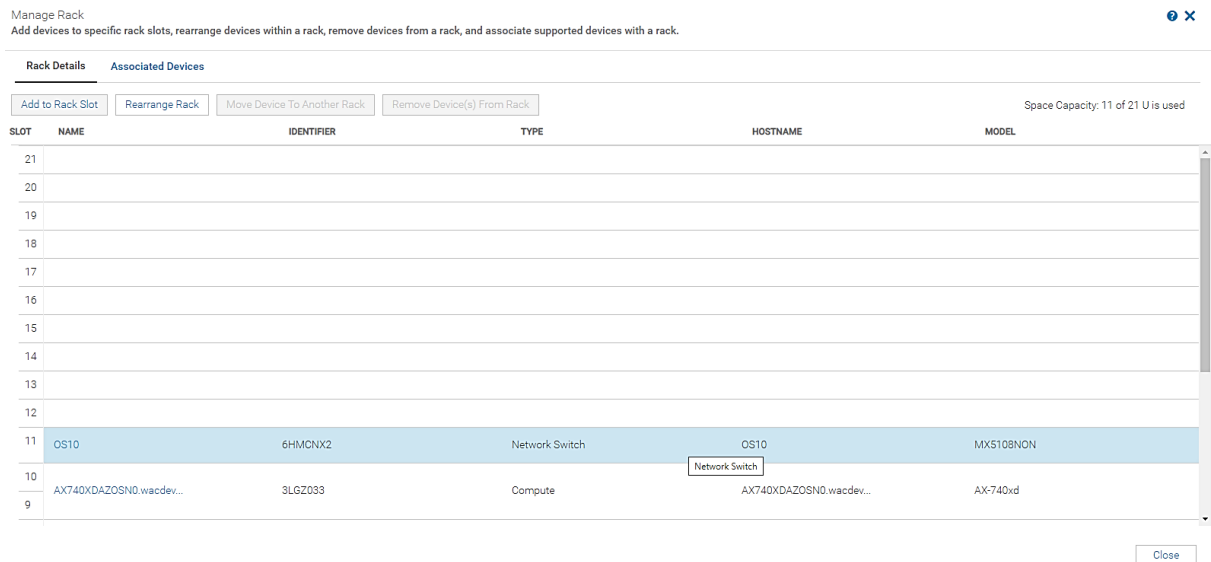 Manage Rack
Add devices to specific rack slots, rearrange devices within a rack, remove devices from a rack, and associate supported devices with a rack.
Rack Details Associated Devices
Add to Rack Slot Rearrange Rack Move Device To Another Rack Remove Device(s) From Rack Space Capacity: 11 of 21 U is used
SLOT NAME IDENTIFIER TYPE HOSTNAME MODEL
21
20
19
18
17
16
15
14
13
12
11 OS10 6HMCNX2 Network Switch OS10 MX5108NON
Network Switch
10
AX740XDAZOSN0.wacdev... 3LGZ033 Compute AX740XDAZOSN0.wacdev... AX-740xd
9
Close